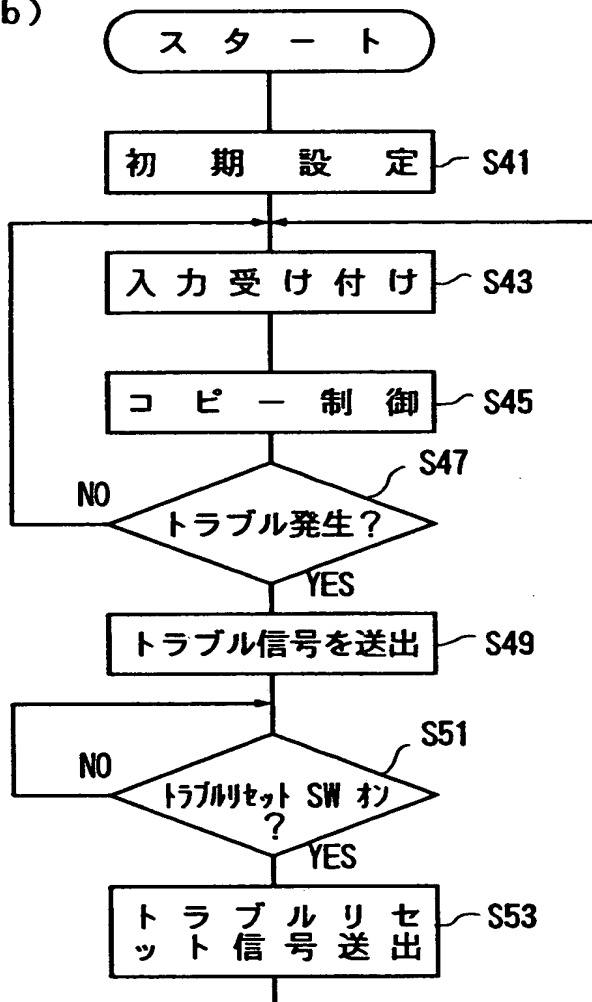 b)
スタート
初期設定 S41
入力受け付け S43
コピー制御 S45
S47
NO
トラブル発生?
YES
トラブル信号を送出 S49
S51
NO
トラブルリセット SW オン
?
YES
トラブルリセ
ット信号送出 S53